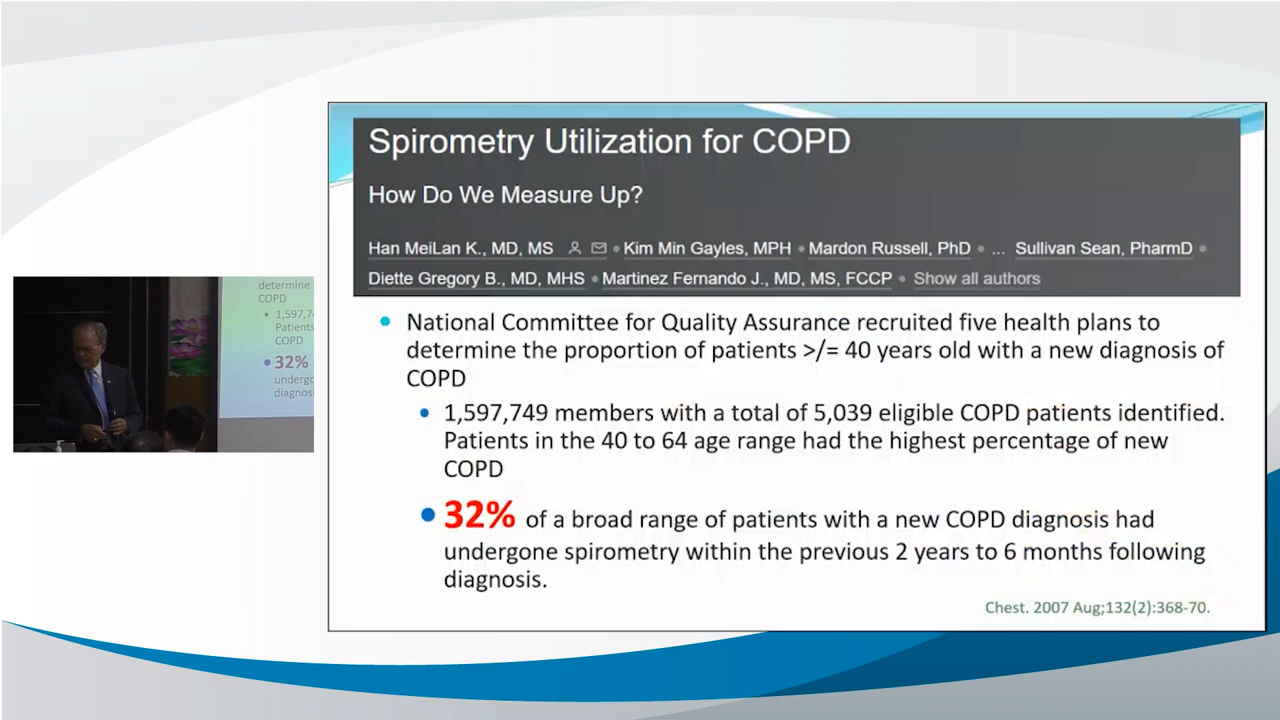 Spirometry Utilization for COPD
How Do We Measure Up?
Han MeiLan K., MD, MS • Kim Min Gayles, MPH • Mardon Russell, PhD • ... Sullivan Sean, PharmD •
Diette Gregory B., MD, MHS • Martinez Fernando J., MD, MS, FCCP • Show all authors
• National Committee for Quality Assurance recruited five health plans to
determine the proportion of patients >/= 40 years old with a new diagnosis of
COPD
• 1,597,749 members with a total of 5,039 eligible COPD patients identified.
Patients in the 40 to 64 age range had the highest percentage of new
COPD
• 32% of a broad range of patients with a new COPD diagnosis had
undergone spirometry within the previous 2 years to 6 months following
diagnosis.
Chest. 2007 Aug;132(2):368-70.
determine
COPD
• 1,597,7
Patients
COPD
• 32%
undergo
diagnos